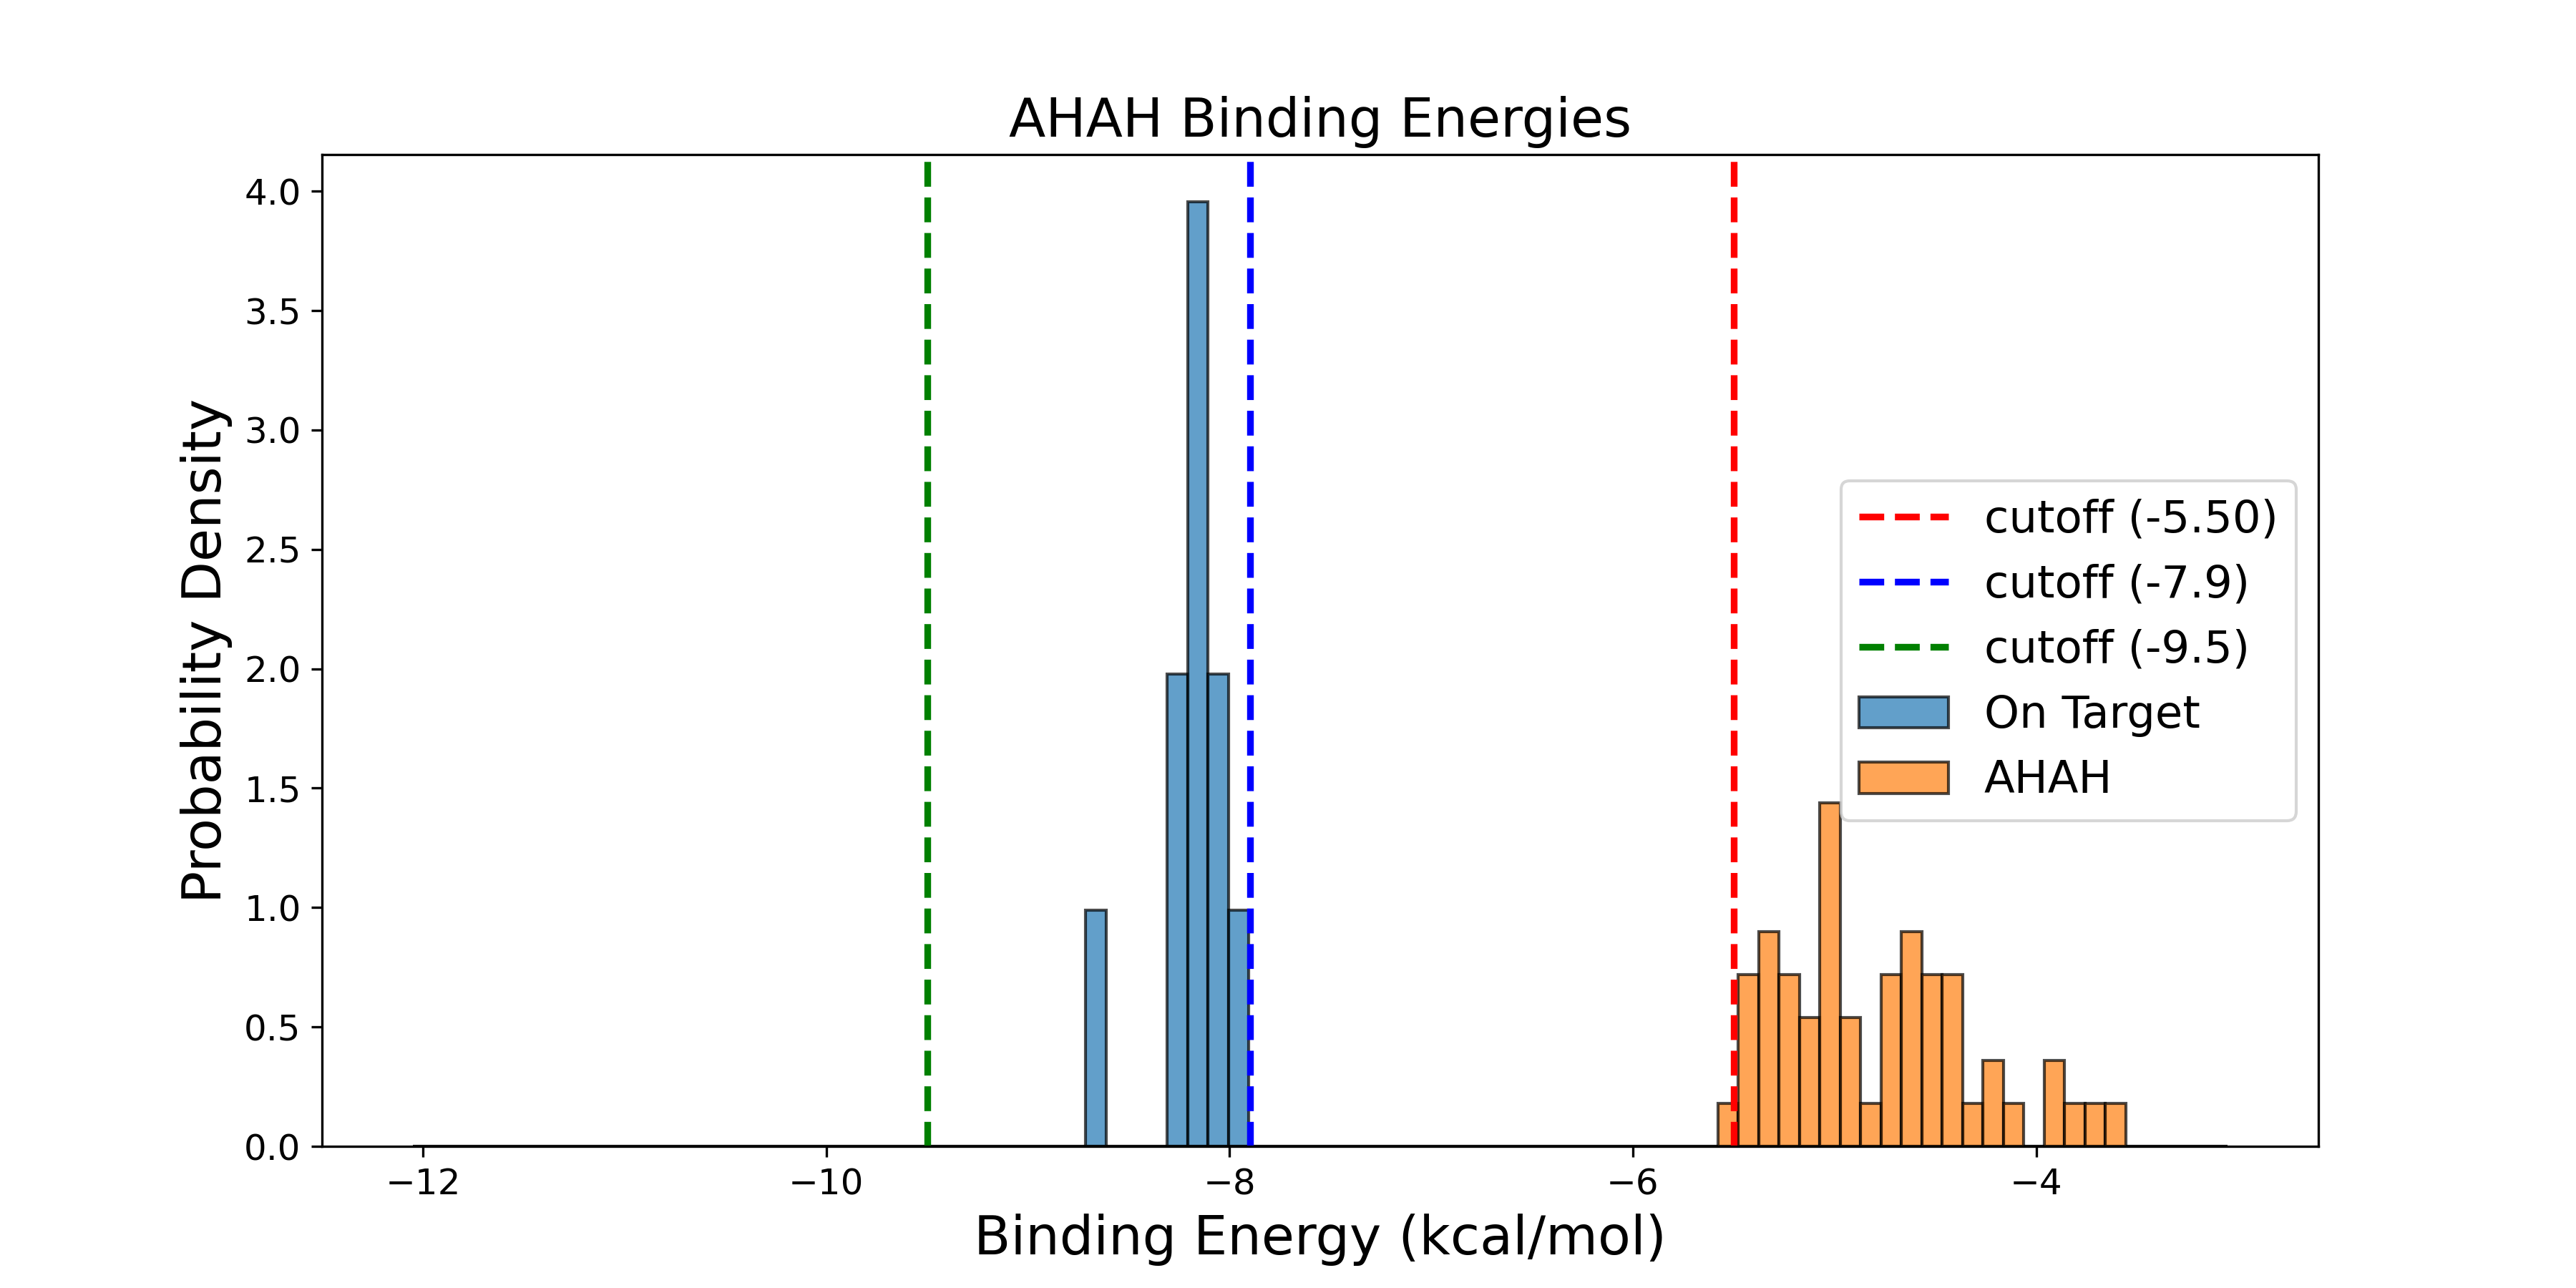 AHAH Binding Energies
Probability Density
4.0
3.5
3.0
2.5
2.0
1.5
1.0
0.5
0.0
cutoff (-5.50)
cutoff (-7.9)
cutoff (-9.5)
On Target
AHAH
−12
−10
−8
−6
−4
Binding Energy (kcal/mol)